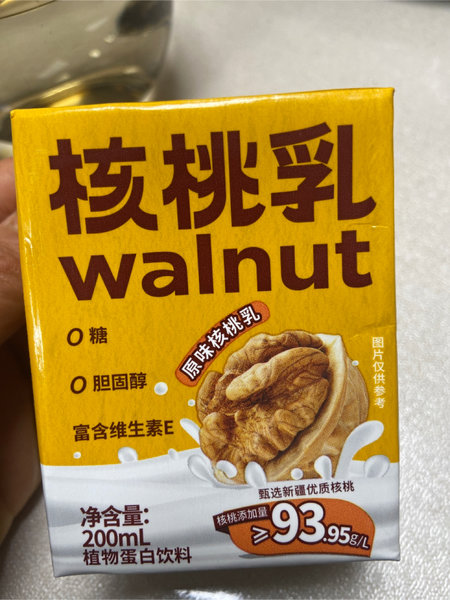 核桃乳
walnut
0糖
原味核桃乳
0胆固醇
图片仅供参考
富含维生素E
甄选新疆优质核桃
核桃添加量
≥93.95g/L
净含量:
200mL
植物蛋白饮料